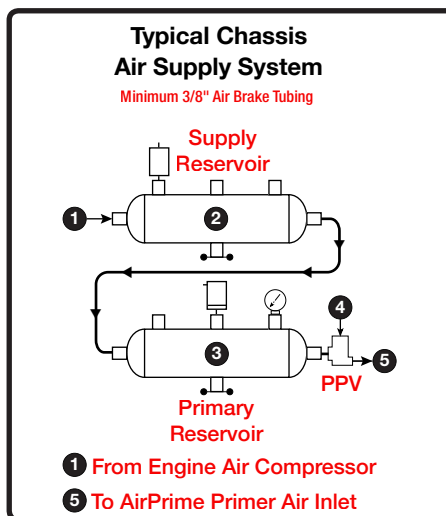 Typical Chassis
Air Supply System
Minimum 3/8" Air Brake Tubing
Supply
Reservoir
1
2
3
4
5
PPV
Primary
Reservoir
1 From Engine Air Compressor
5 To AirPrime Primer Air Inlet